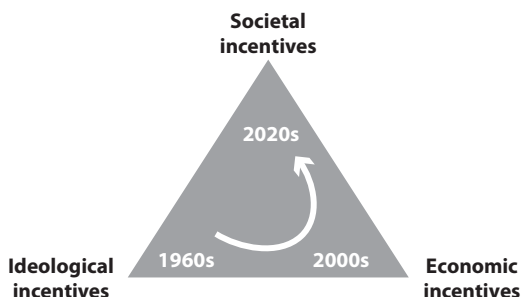 Societal
incentives
2020s
1960s
2000s
Ideological
incentives
Economic
incentives